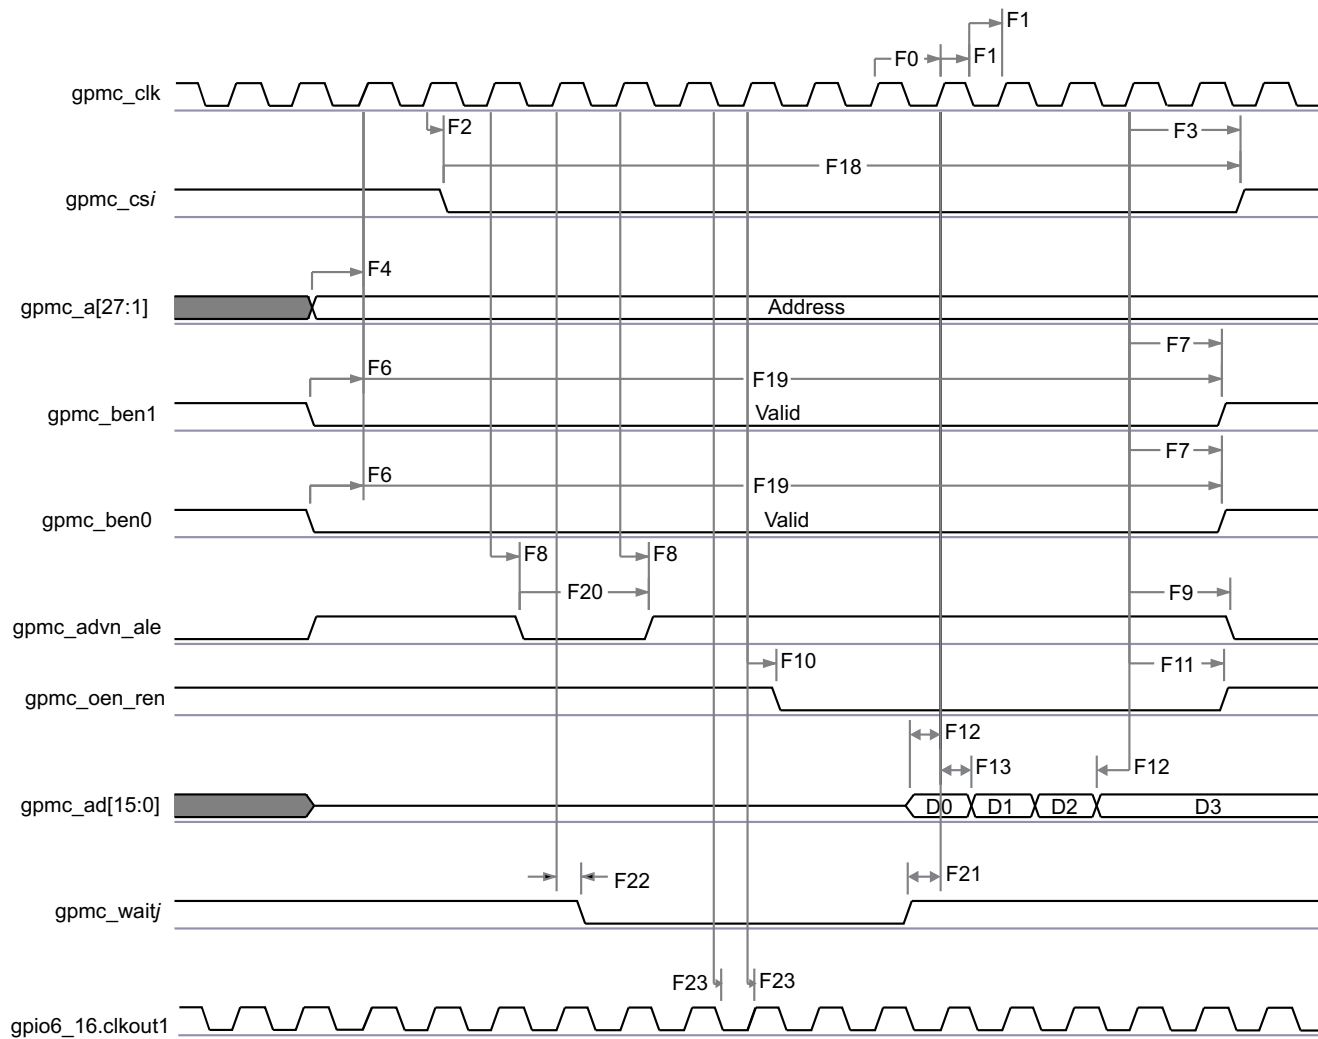 F1
F0 F1
gpmc_clk
F2 F3
F18
gpmc_csi
F4
gpmc_a[27:1] Address
F7
F6 F19
gpmc_ben1 Valid
F7
F6 F19
gpmc_ben0 Valid
F8 F8
F20 F9
gpmc_advn_ale
F10 F11
gpmc_oen_ren
F12
F13 F12
gpmc_ad[15:0] D0 D1 D2 D3
F22 F21
gpmc_waitj
F23 F23
gpio6_16.clkout1